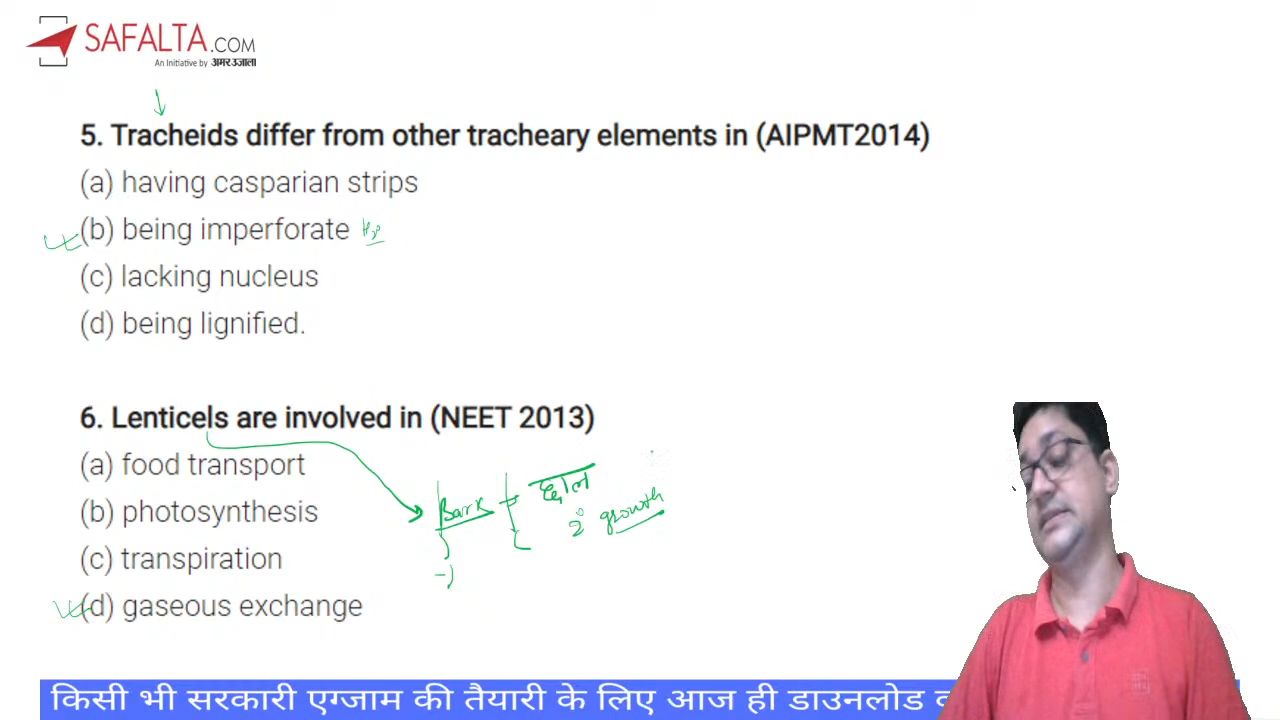 SAFALTA.COM
An Initiative by अमर उजाला
5. Tracheids differ from other tracheary elements in (AIPMT2014)
(a) having casparian strips
(b) being imperforate
(c) lacking nucleus
(d) being lignified.
6. Lenticels are involved in (NEET 2013)
(a) food transport
(b) photosynthesis
(c) transpiration
(d) gaseous exchange
Bark छाल
2° growth
किसी भी सरकारी एग्जाम की तैयारी के लिए आज ही डाउनलोड